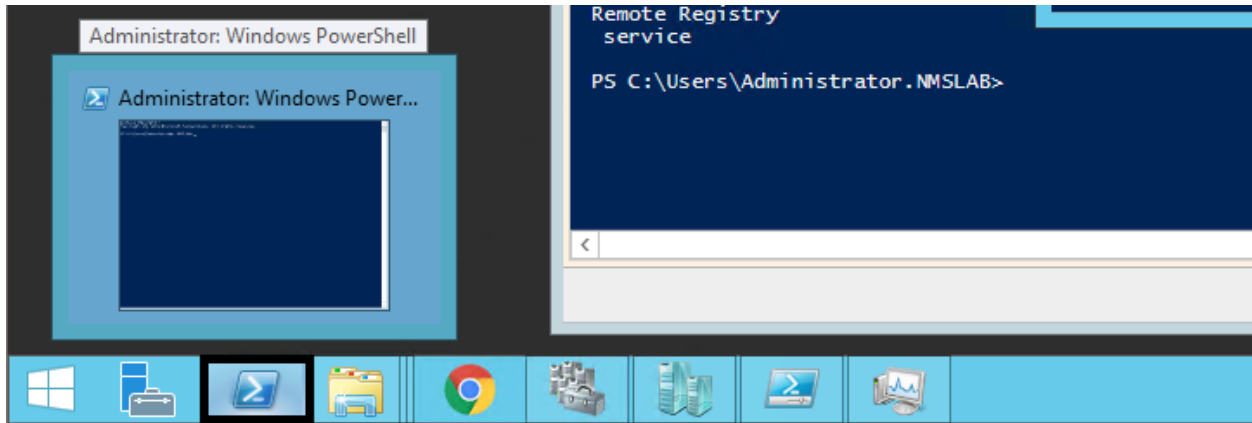 Administrator: Windows PowerShell
Administrator: Windows Power...
Remote Registry
 service
PS C:\Users\Administrator.NMSLAB>